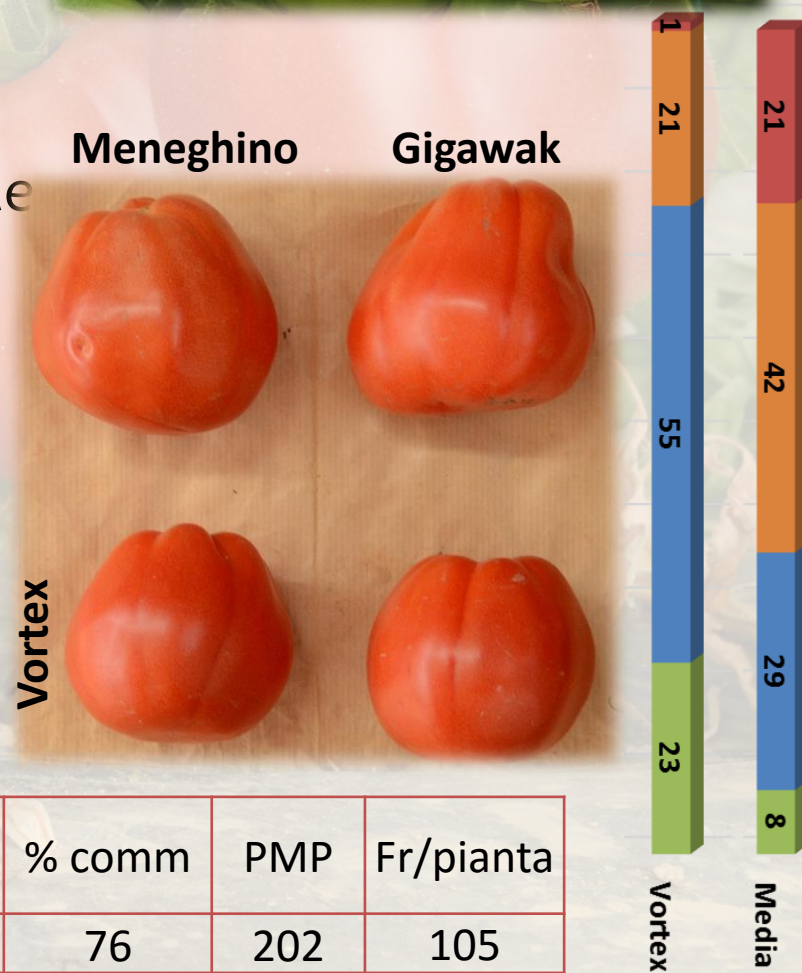 Meneghino Gigawak
e
Vortex
% comm PMP Fr/pianta
76 202 105
1
21
55
23
Vortex
21
42
29
8
Media